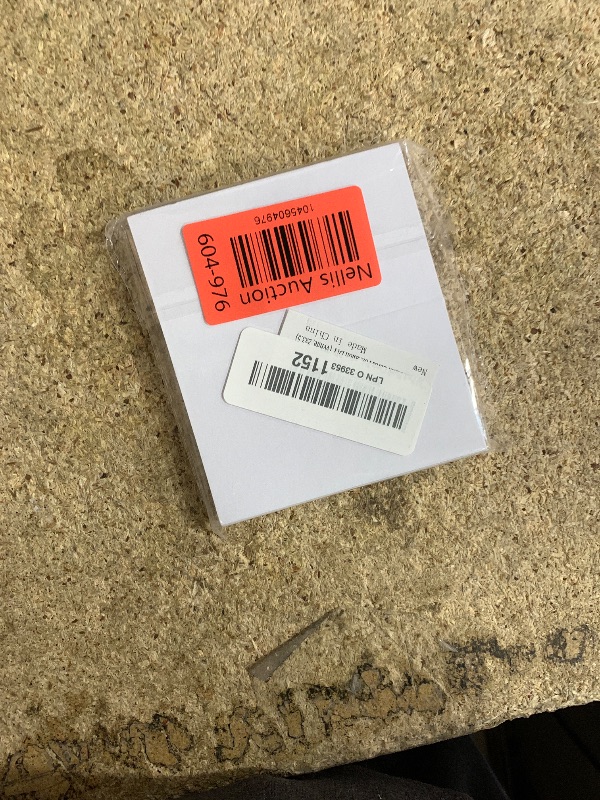 1045604976
604-976
Nellis Auction
LPN O 33953 1152
New
Made in China